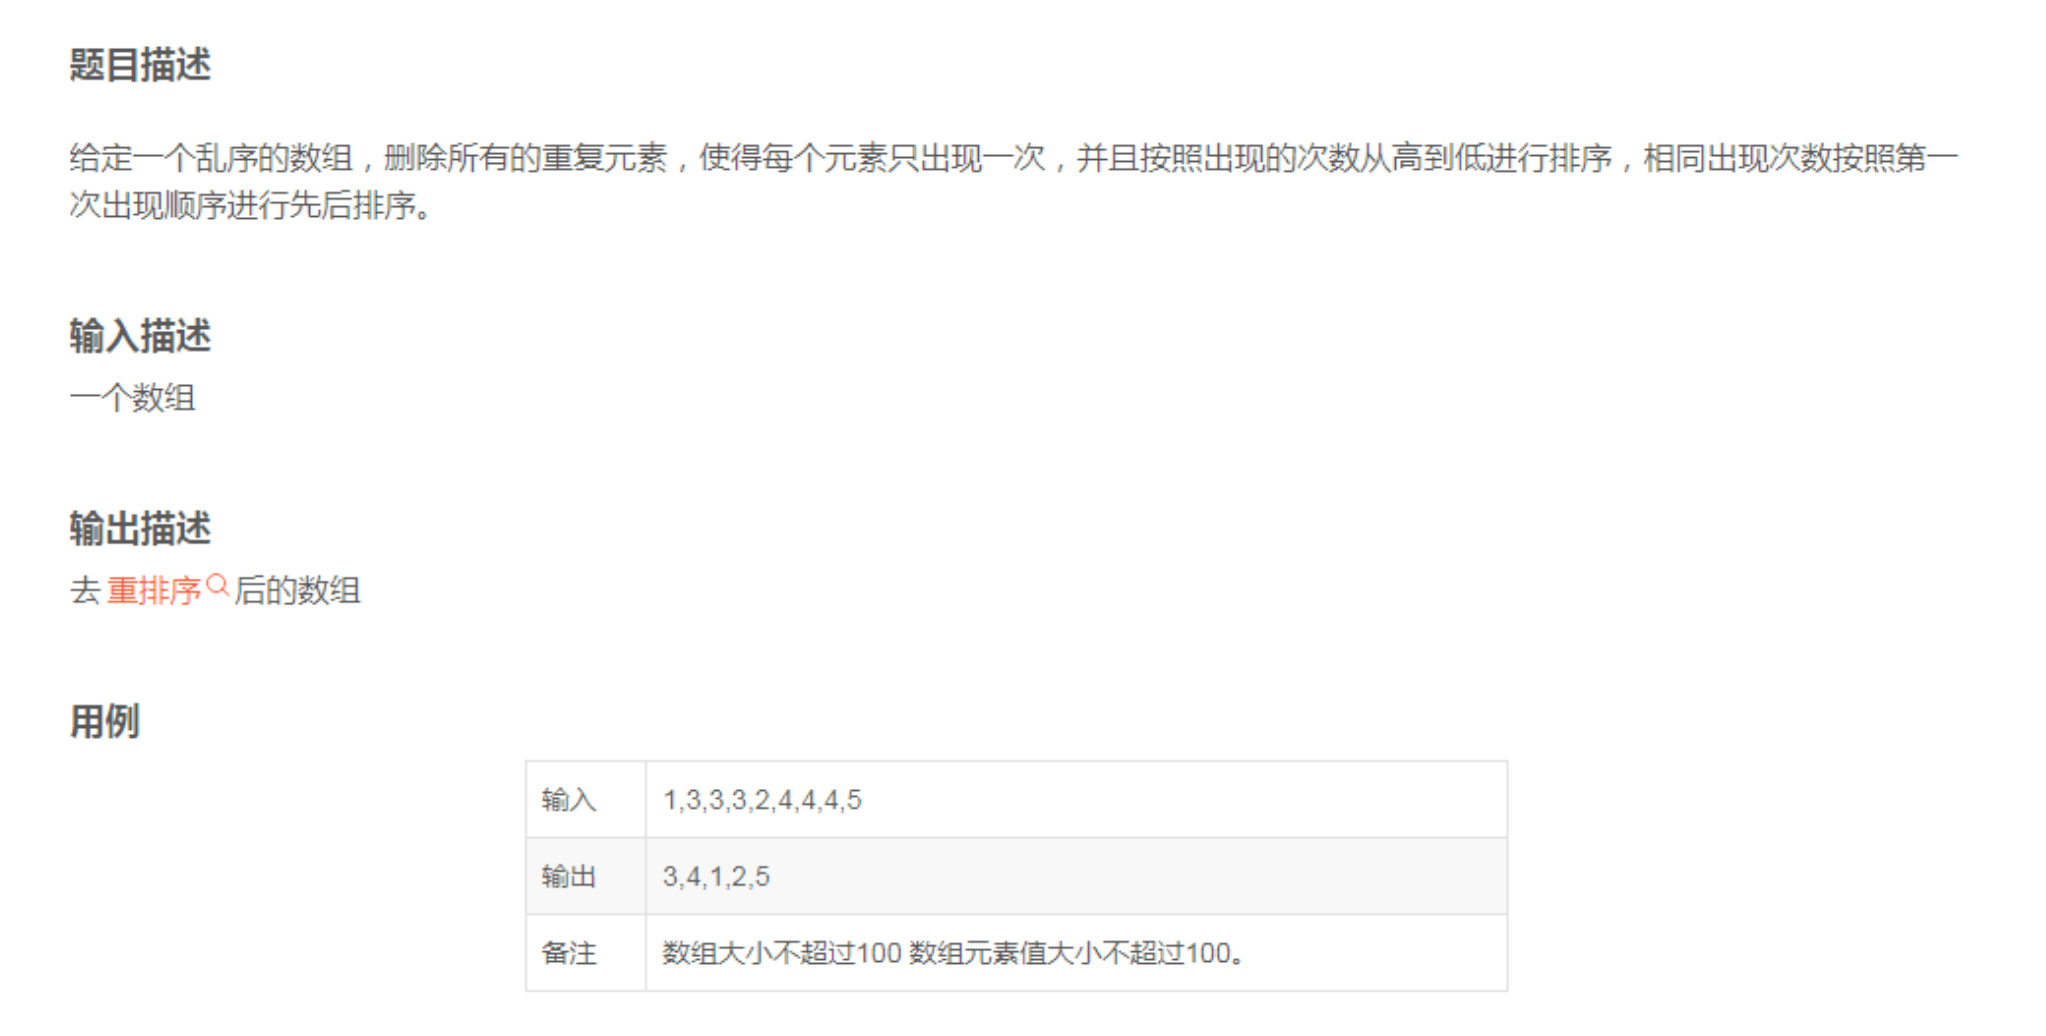 题目描述
给定一个乱序的数组，删除所有的重复元素，使得每个元素只出现一次，并且按照出现的次数从高到低进行排序，相同出现次数按照第一
次出现顺序进行先后排序。
输入描述
一个数组
输出描述
去重排序后的数组
用例
输入 1,3,3,3,2,4,4,4,5
输出 3,4,1,2,5
备注 数组大小不超过100 数组元素值大小不超过100。